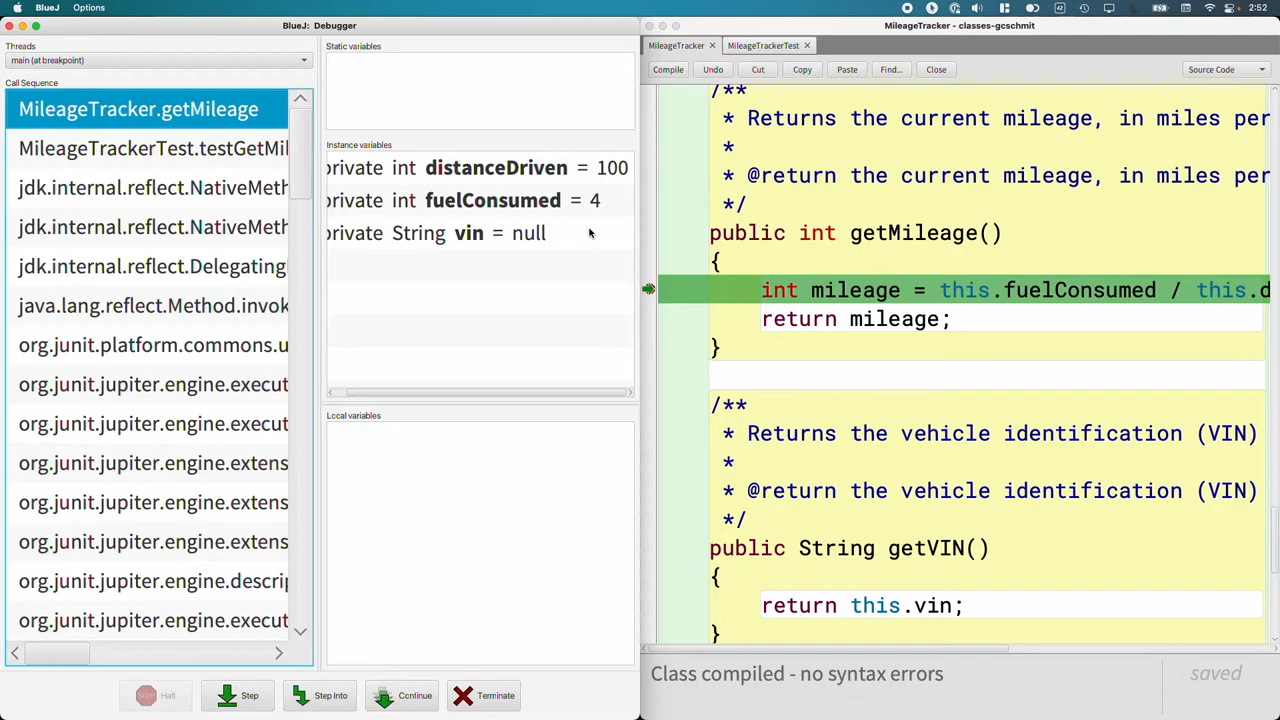 BlueJ Options
2:52
BlueJ: Debugger
Threads
main (at breakpoint)
Call Sequence
MileageTracker.getMileage
MileageTrackerTest.testGetMil
jdk.internal.reflect.NativeMeth
jdk.internal.reflect.NativeMeth
jdk.internal.reflect.Delegating
java.lang.reflect.Method.invok
org.junit.platform.commons.u
org.junit.jupiter.engine.execut
org.junit.jupiter.engine.execut
org.junit.jupiter.engine.extens
org.junit.jupiter.engine.extens
org.junit.jupiter.engine.extens
org.junit.jupiter.engine.descrip
org.junit.jupiter.engine.execut
Static variables
Instance variables
private int distanceDriven = 100
private int fuelConsumed = 4
private String vin = null
Local variables
Halt
Step
Step Into
Continue
Terminate
MileageTracker - classes-gcschmit
MileageTracker MileageTrackerTest
Compile Undo Cut Copy Paste Find... Close Source Code
/**
* Returns the current mileage, in miles per
*
* @return the current mileage, in miles per
*/
public int getMileage()
{
int mileage = this.fuelConsumed / this.d
return mileage;
}
/**
* Returns the vehicle identification (VIN)
*
* @return the vehicle identification (VIN)
*/
public String getVIN()
{
return this.vin;
}
Class compiled - no syntax errors
saved